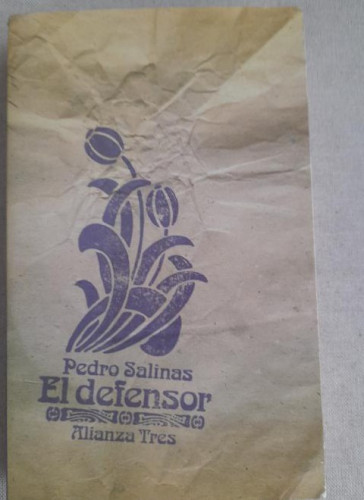 Pedro Salinas
El defensor
Alianza Tres